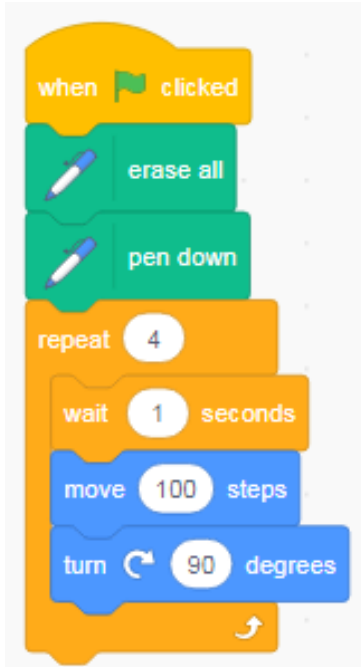 when clicked
erase all
pen down
repeat 4
wait 1 seconds
move 100 steps
turn 90 degrees